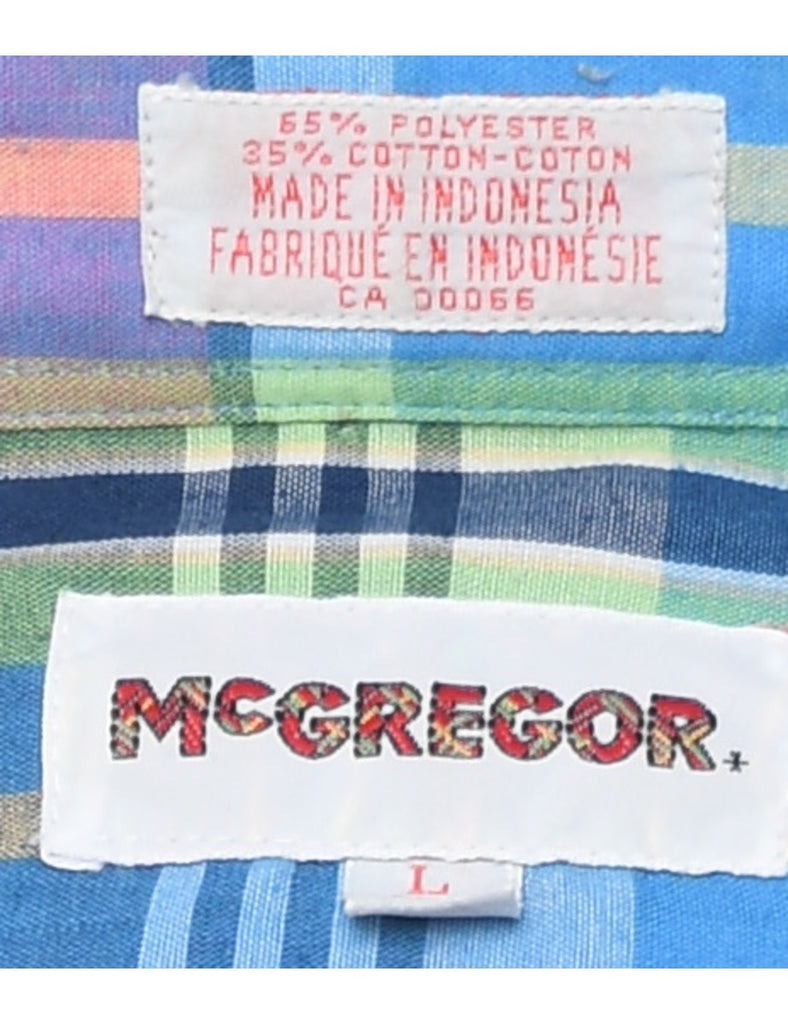 65% POLYESTER
35% COTTON-COTON
MADE IN INDONESIA
FABRIQUÉ EN INDONÉSIE
CA 00066
McGREGOR
L